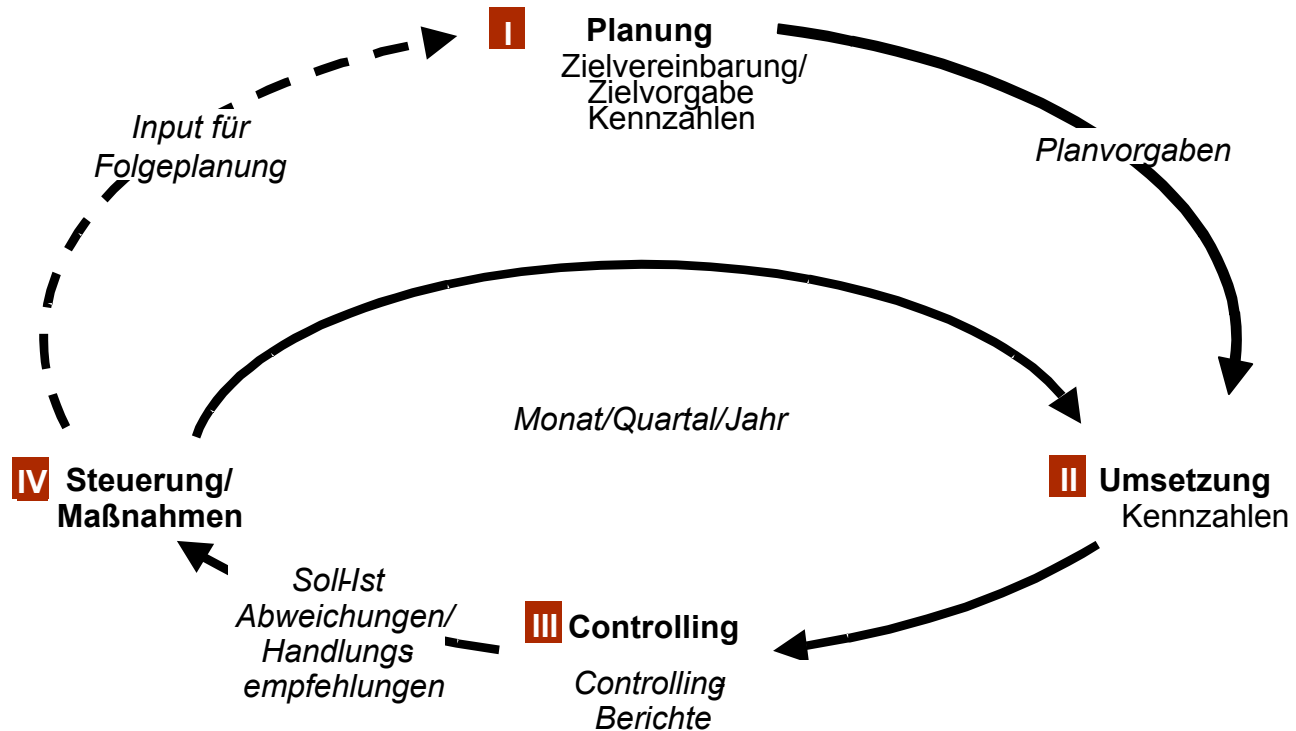 I Planung
Zielvereinbarung/
Zielvorgabe
Kennzahlen
Input für
Folgeplanung
Planvorgaben
Monat/Quartal/Jahr
IV Steuerung/
Maßnahmen
II Umsetzung
Kennzahlen
Soll-Ist
Abweichungen/
Handlungs-
empfehlungen
III Controlling
Controlling-
Berichte